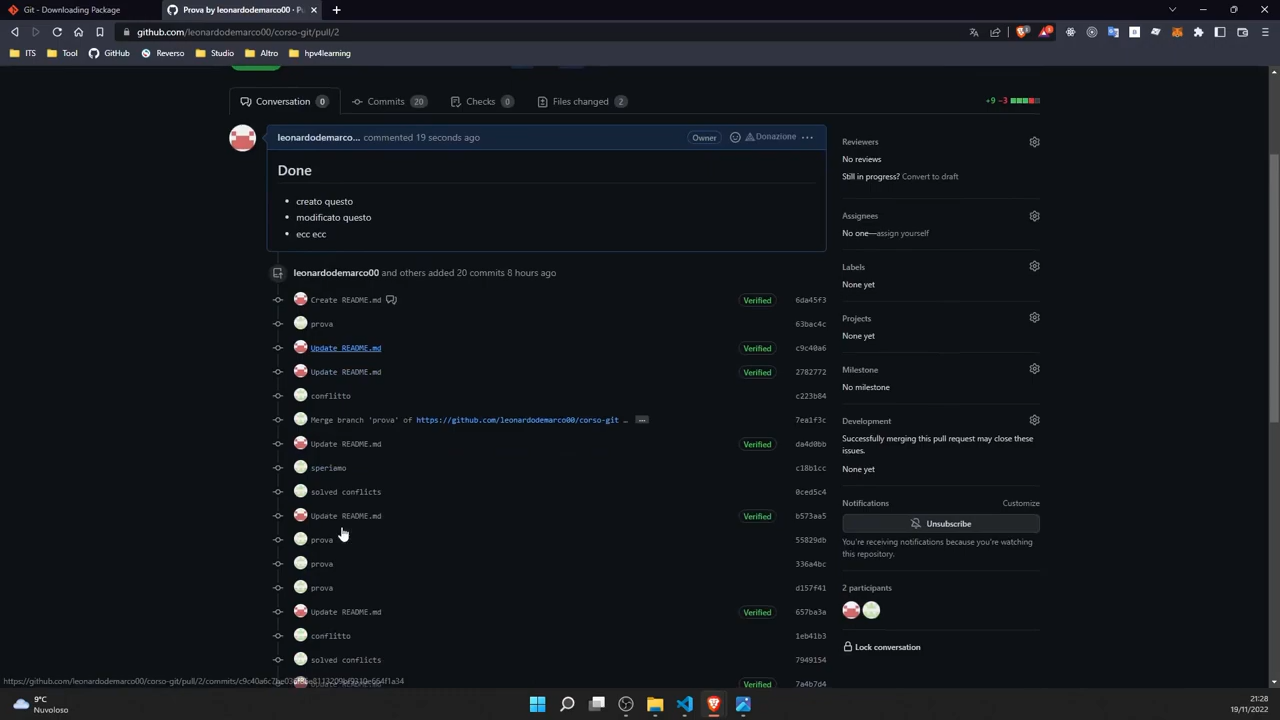 Git - Downloading Package
Prova by leonardodemarco00 · Pu
github.com/leonardodemarco00/corso-git/pull/2
ITS Tool GitHub Reverso Studio Altro hpv4learning
Conversation 0 Commits 20 Checks 0 Files changed 2 +9 −3
leonardodemarco... commented 19 seconds ago Owner Donazione ...
Done
creato questo
modificato questo
ecc ecc
leonardodemarco00 and others added 20 commits 8 hours ago
Create README.md Verified 6da45f3
prova 63bac4c
Update README.md Verified c9c40a6
Update README.md Verified 2782772
conflitto c223b84
Merge branch 'prova' of https://github.com/leonardodemarco00/corso-git … ... 7ea1f3c
Update README.md Verified da4d0bb
speriamo c18b1cc
solved conflicts 0ced5c4
Update README.md Verified b573aa5
prova 55829db
prova 336a4bc
prova d157f41
Update README.md Verified 657ba3a
conflitto 1eb41b3
solved conflicts 7949154
Verified 7a4b7d4
Reviewers
No reviews
Still in progress? Convert to draft
Assignees
No one—assign yourself
Labels
None yet
Projects
None yet
Milestone
No milestone
Development
Successfully merging this pull request may close these
issues.
None yet
Notifications Customize
Unsubscribe
You're receiving notifications because you're watching
this repository.
2 participants
Lock conversation
9°C
Nuvoloso
21:28
19/11/2022